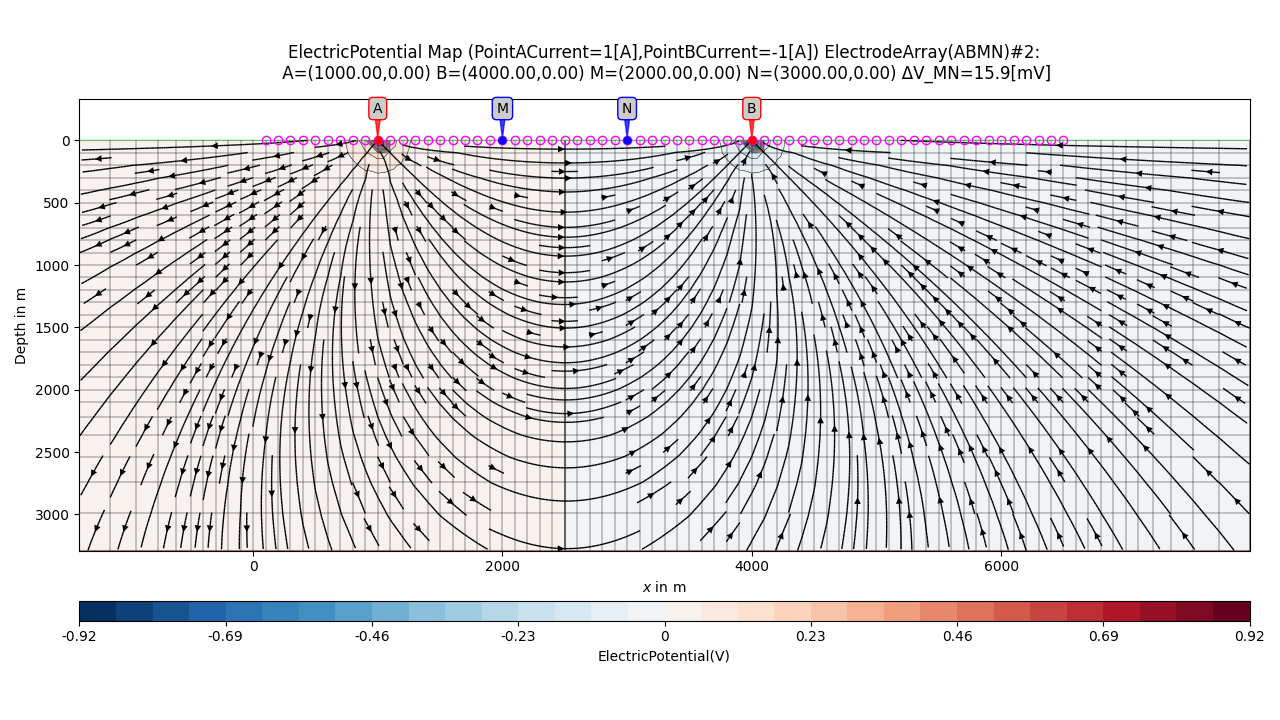 ElectricPotential Map (PointACurrent=1[A],PointBCurrent=-1[A]) ElectrodeArray(ABMN)#2:
A=(1000.00,0.00) B=(4000.00,0.00) M=(2000.00,0.00) N=(3000.00,0.00) ΔV_MN=15.9[mV]
A M N B
0
500
1000
1500
2000
2500
3000
Depth in m
0 2000 4000 6000
x in m
-0.92 -0.69 -0.46 -0.23 0 0.23 0.46 0.69 0.92
ElectricPotential(V)